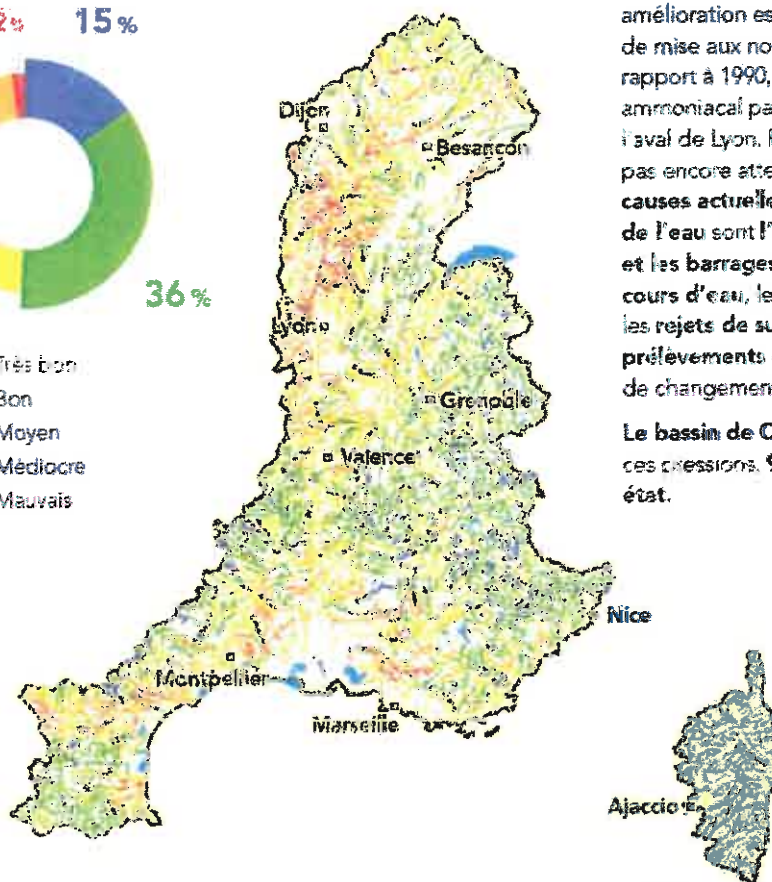 2%
15%
36%
Très bon
Bon
Moyen
Médiocre
Mauvais
Dijon
Besançon
Lyon
Grenoble
Valence
Nice
Montpellier
Marseille
Ajaccio
amélioration es
de mise aux no
rapport à 1990,
ammoniacal pa
l'aval de Lyon.
pas encore atte
causes actuelle
de l'eau sont l'
et les barrages
cours d'eau, le
les rejets de su
prélèvements
de changemen
Le bassin de C
ces pressions.
état.